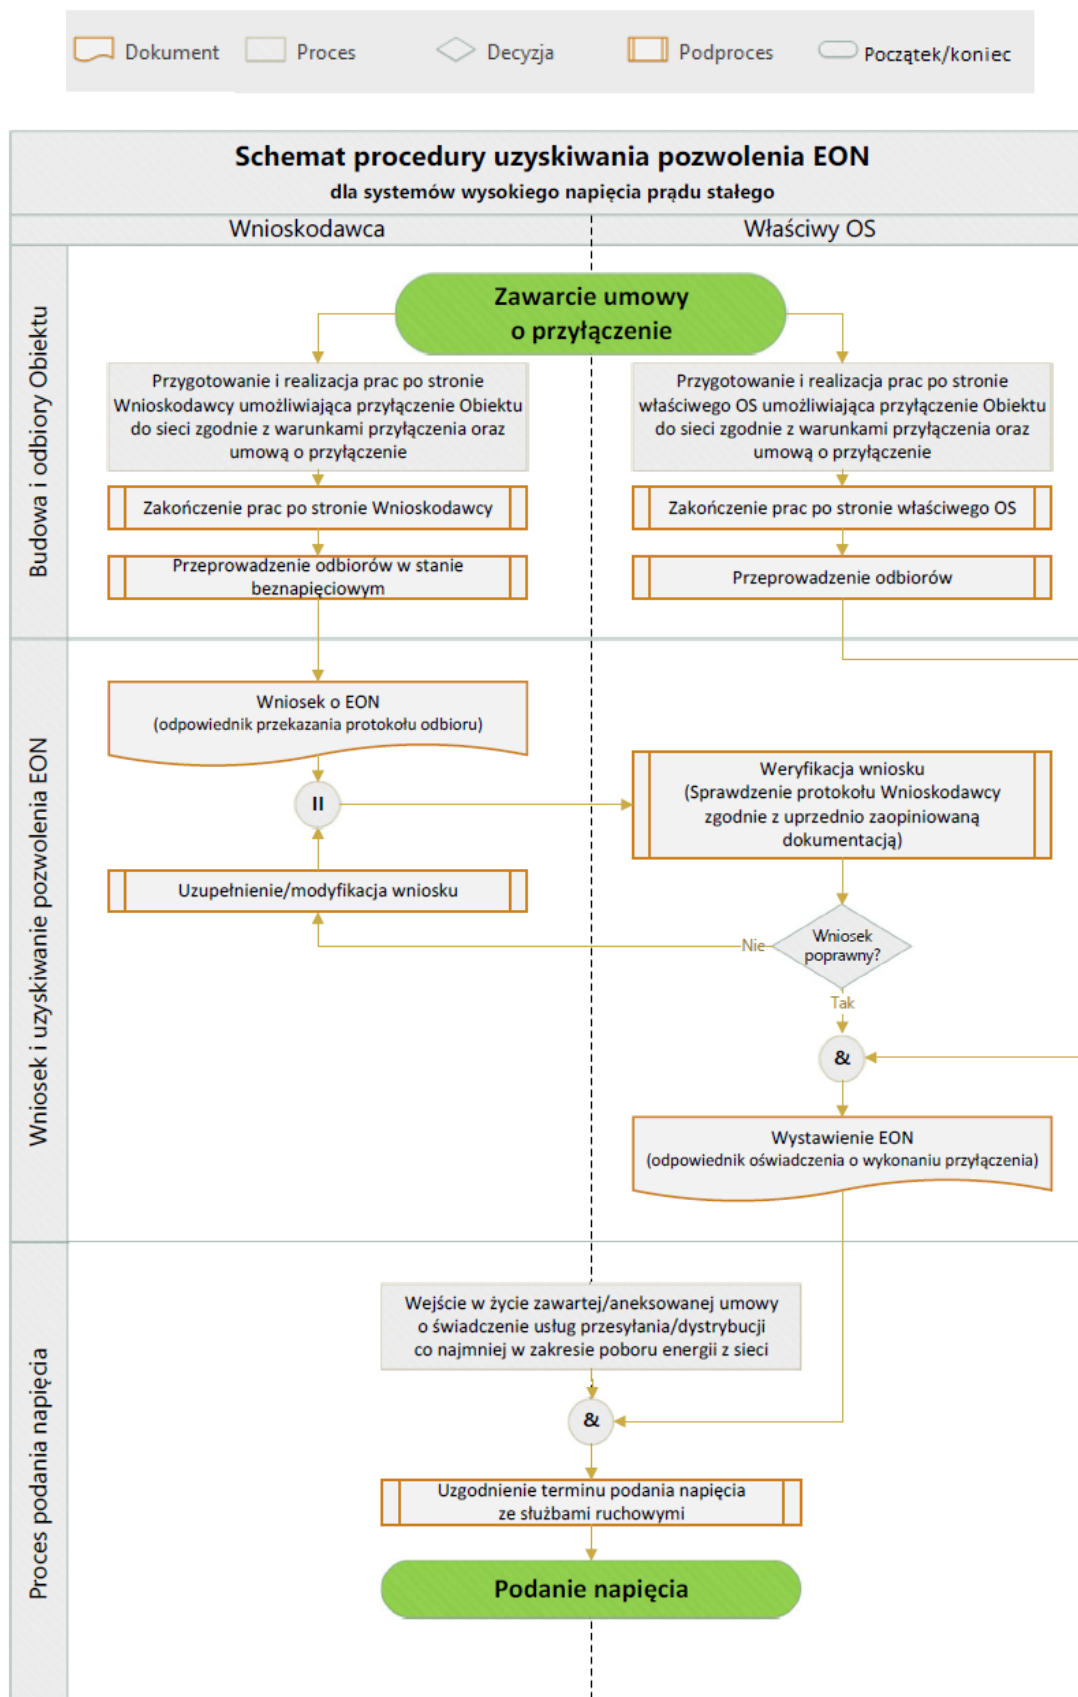 Dokument
Proces
Decyzja
Podproces
Początek/koniec
Schemat procedury uzyskiwania pozwolenia EON
dla systemów wysokiego napięcia prądu stałego
Wnioskodawca
Właściwy OS
Budowa i odbiory Obiektu
Zawarcie umowy
o przyłączenie
Przygotowanie i realizacja prac po stronie
Wnioskodawcy umożliwiająca przyłączenie Obiektu
do sieci zgodnie z warunkami przyłączenia oraz
umową o przyłączenie
Przygotowanie i realizacja prac po stronie
właściwego OS umożliwiająca przyłączenie Obiektu
do sieci zgodnie z warunkami przyłączenia oraz
umową o przyłączenie
Zakończenie prac po stronie Wnioskodawcy
Zakończenie prac po stronie właściwego OS
Przeprowadzenie odbiorów w stanie
beznapięciowym
Przeprowadzenie odbiorów
Wniosek i uzyskiwanie pozwolenia EON
Wniosek o EON
(odpowiednik przekazania protokołu odbioru)
II
Weryfikacja wniosku
(Sprawdzenie protokołu Wnioskodawcy
zgodnie z uprzednio zaopiniowaną
dokumentacją)
Uzupełnienie/modyfikacja wniosku
Nie
Wniosek
poprawny?
Tak
&
Wystawienie EON
(odpowiednik oświadczenia o wykonaniu przyłączenia)
Proces podania napięcia
Wejście w życie zawartej/aneksowanej umowy
o świadczenie usług przesyłania/dystrybucji
co najmniej w zakresie poboru energii z sieci
&
Uzgodnienie terminu podania napięcia
ze służbami ruchowymi
Podanie napięcia